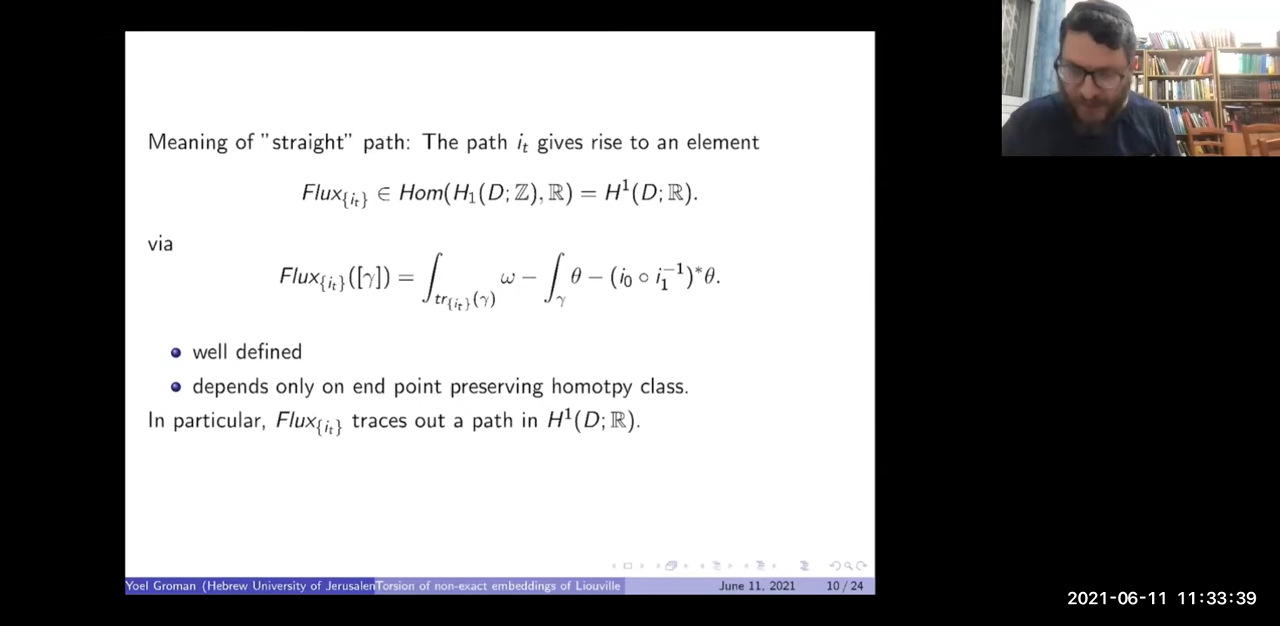 Meaning of "straight" path: The path i_t gives rise to an element
Flux_{i_t} ∈ Hom(H_1(D; ℤ), ℝ) = H^1(D; ℝ).
via
Flux_{i_t}([γ]) = ∫_{tr_{i_t}(γ)} ω − ∫_γ θ − (i_0 ∘ i_1^{-1})^*θ.
• well defined
• depends only on end point preserving homotpy class.
In particular, Flux_{i_t} traces out a path in H^1(D; ℝ).
Yoel Groman (Hebrew University of Jerusalem Torsion of non-exact embeddings of Liouville June 11, 2021 10 / 24
2021-06-11 11:33:39